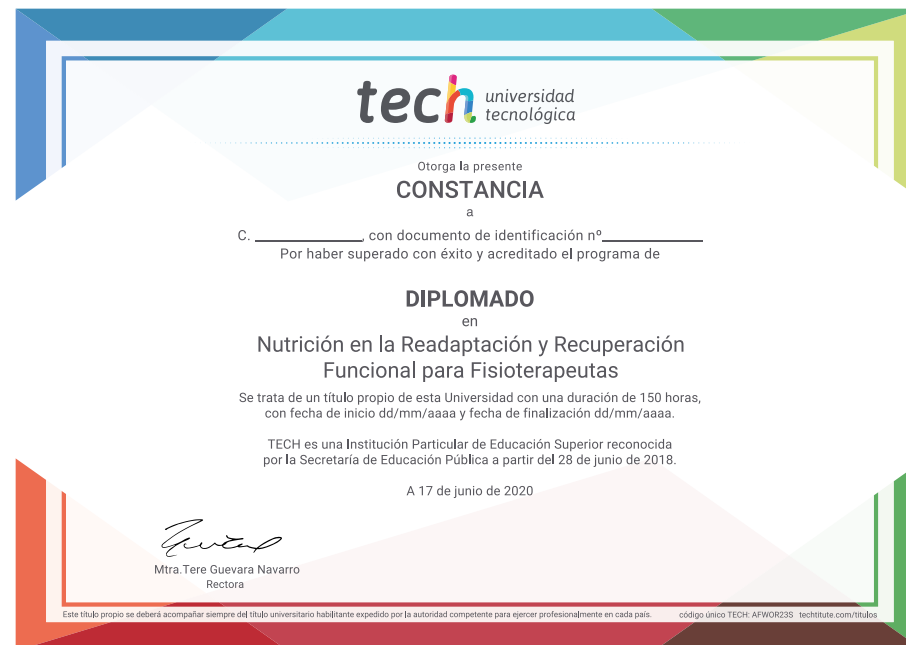 tech universidad
tecnológica
Otorga la presente
CONSTANCIA
a
C. ____________, con documento de identificación nº____________
Por haber superado con éxito y acreditado el programa de
DIPLOMADO
en
Nutrición en la Readaptación y Recuperación
Funcional para Fisioterapeutas
Se trata de un título propio de esta Universidad con una duración de 150 horas,
con fecha de inicio dd/mm/aaaa y fecha de finalización dd/mm/aaaa.
TECH es una Institución Particular de Educación Superior reconocida
por la Secretaría de Educación Pública a partir del 28 de junio de 2018.
A 17 de junio de 2020
Mtra.Tere Guevara Navarro
Rectora
Este título propio se deberá acompañar siempre del título universitario habilitante expedido por la autoridad competente para ejercer profesionalmente en cada país. código único TECH: AFWOR23S techtitute.com/títulos